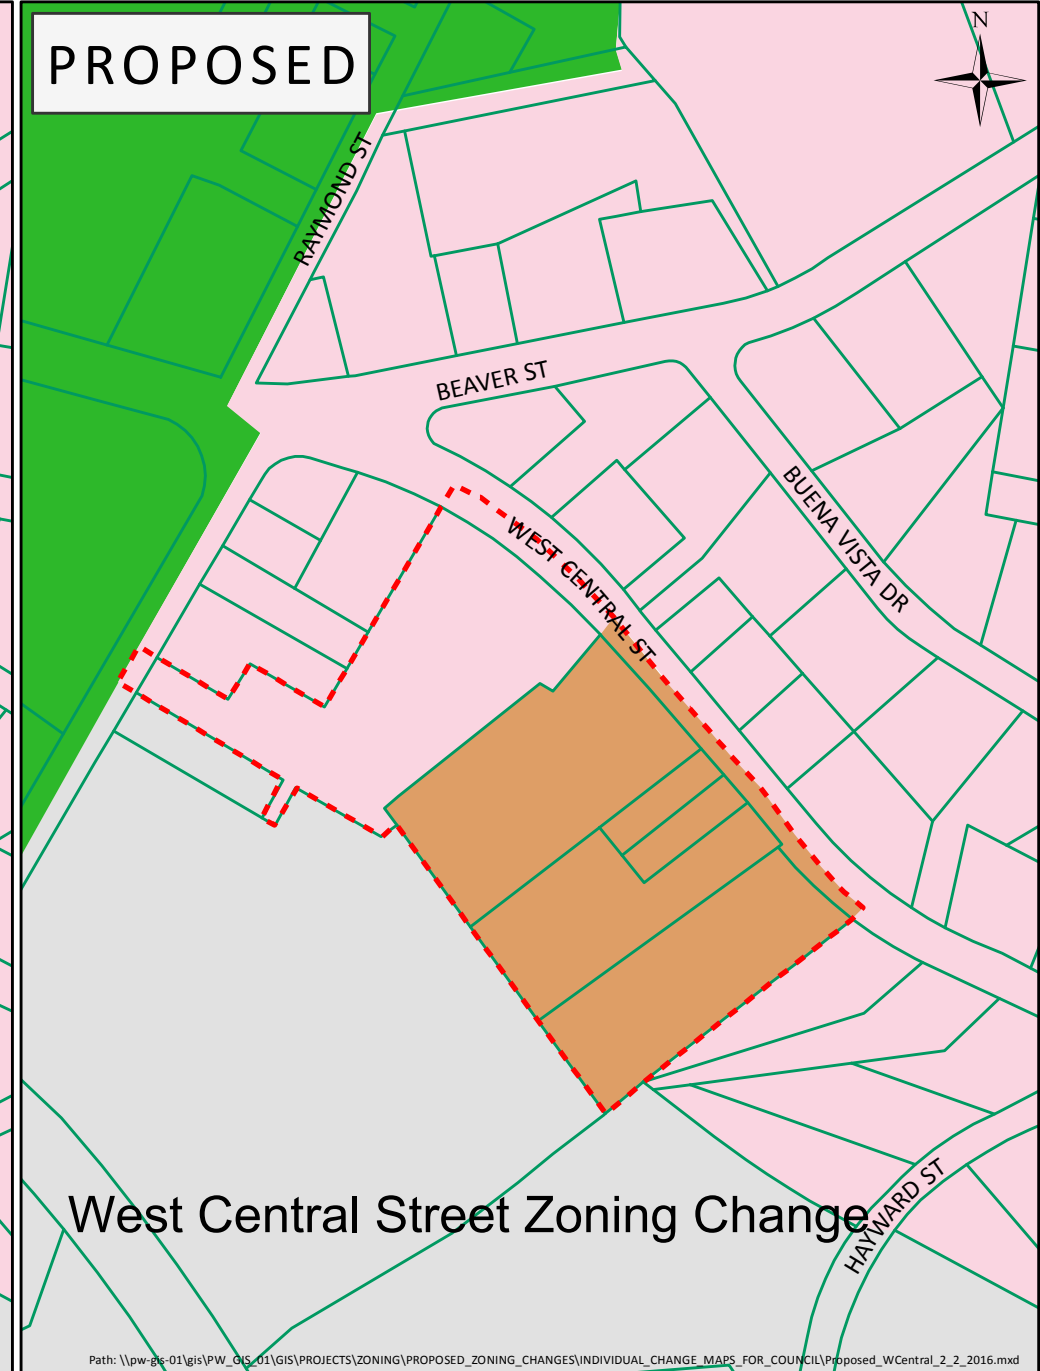 PROPOSED
N
RAYMOND ST
BEAVER ST
BUENA VISTA DR
WEST CENTRAL ST
HAYWARD ST
West Central Street Zoning Change
Path: \\pw-gis-01\gis\PW_GIS_01\GIS\PROJECTS\ZONING\PROPOSED_ZONING_CHANGES\INDIVIDUAL_CHANGE_MAPS_FOR_COUNCIL\Proposed_WCentral_2_2_2016.mxd